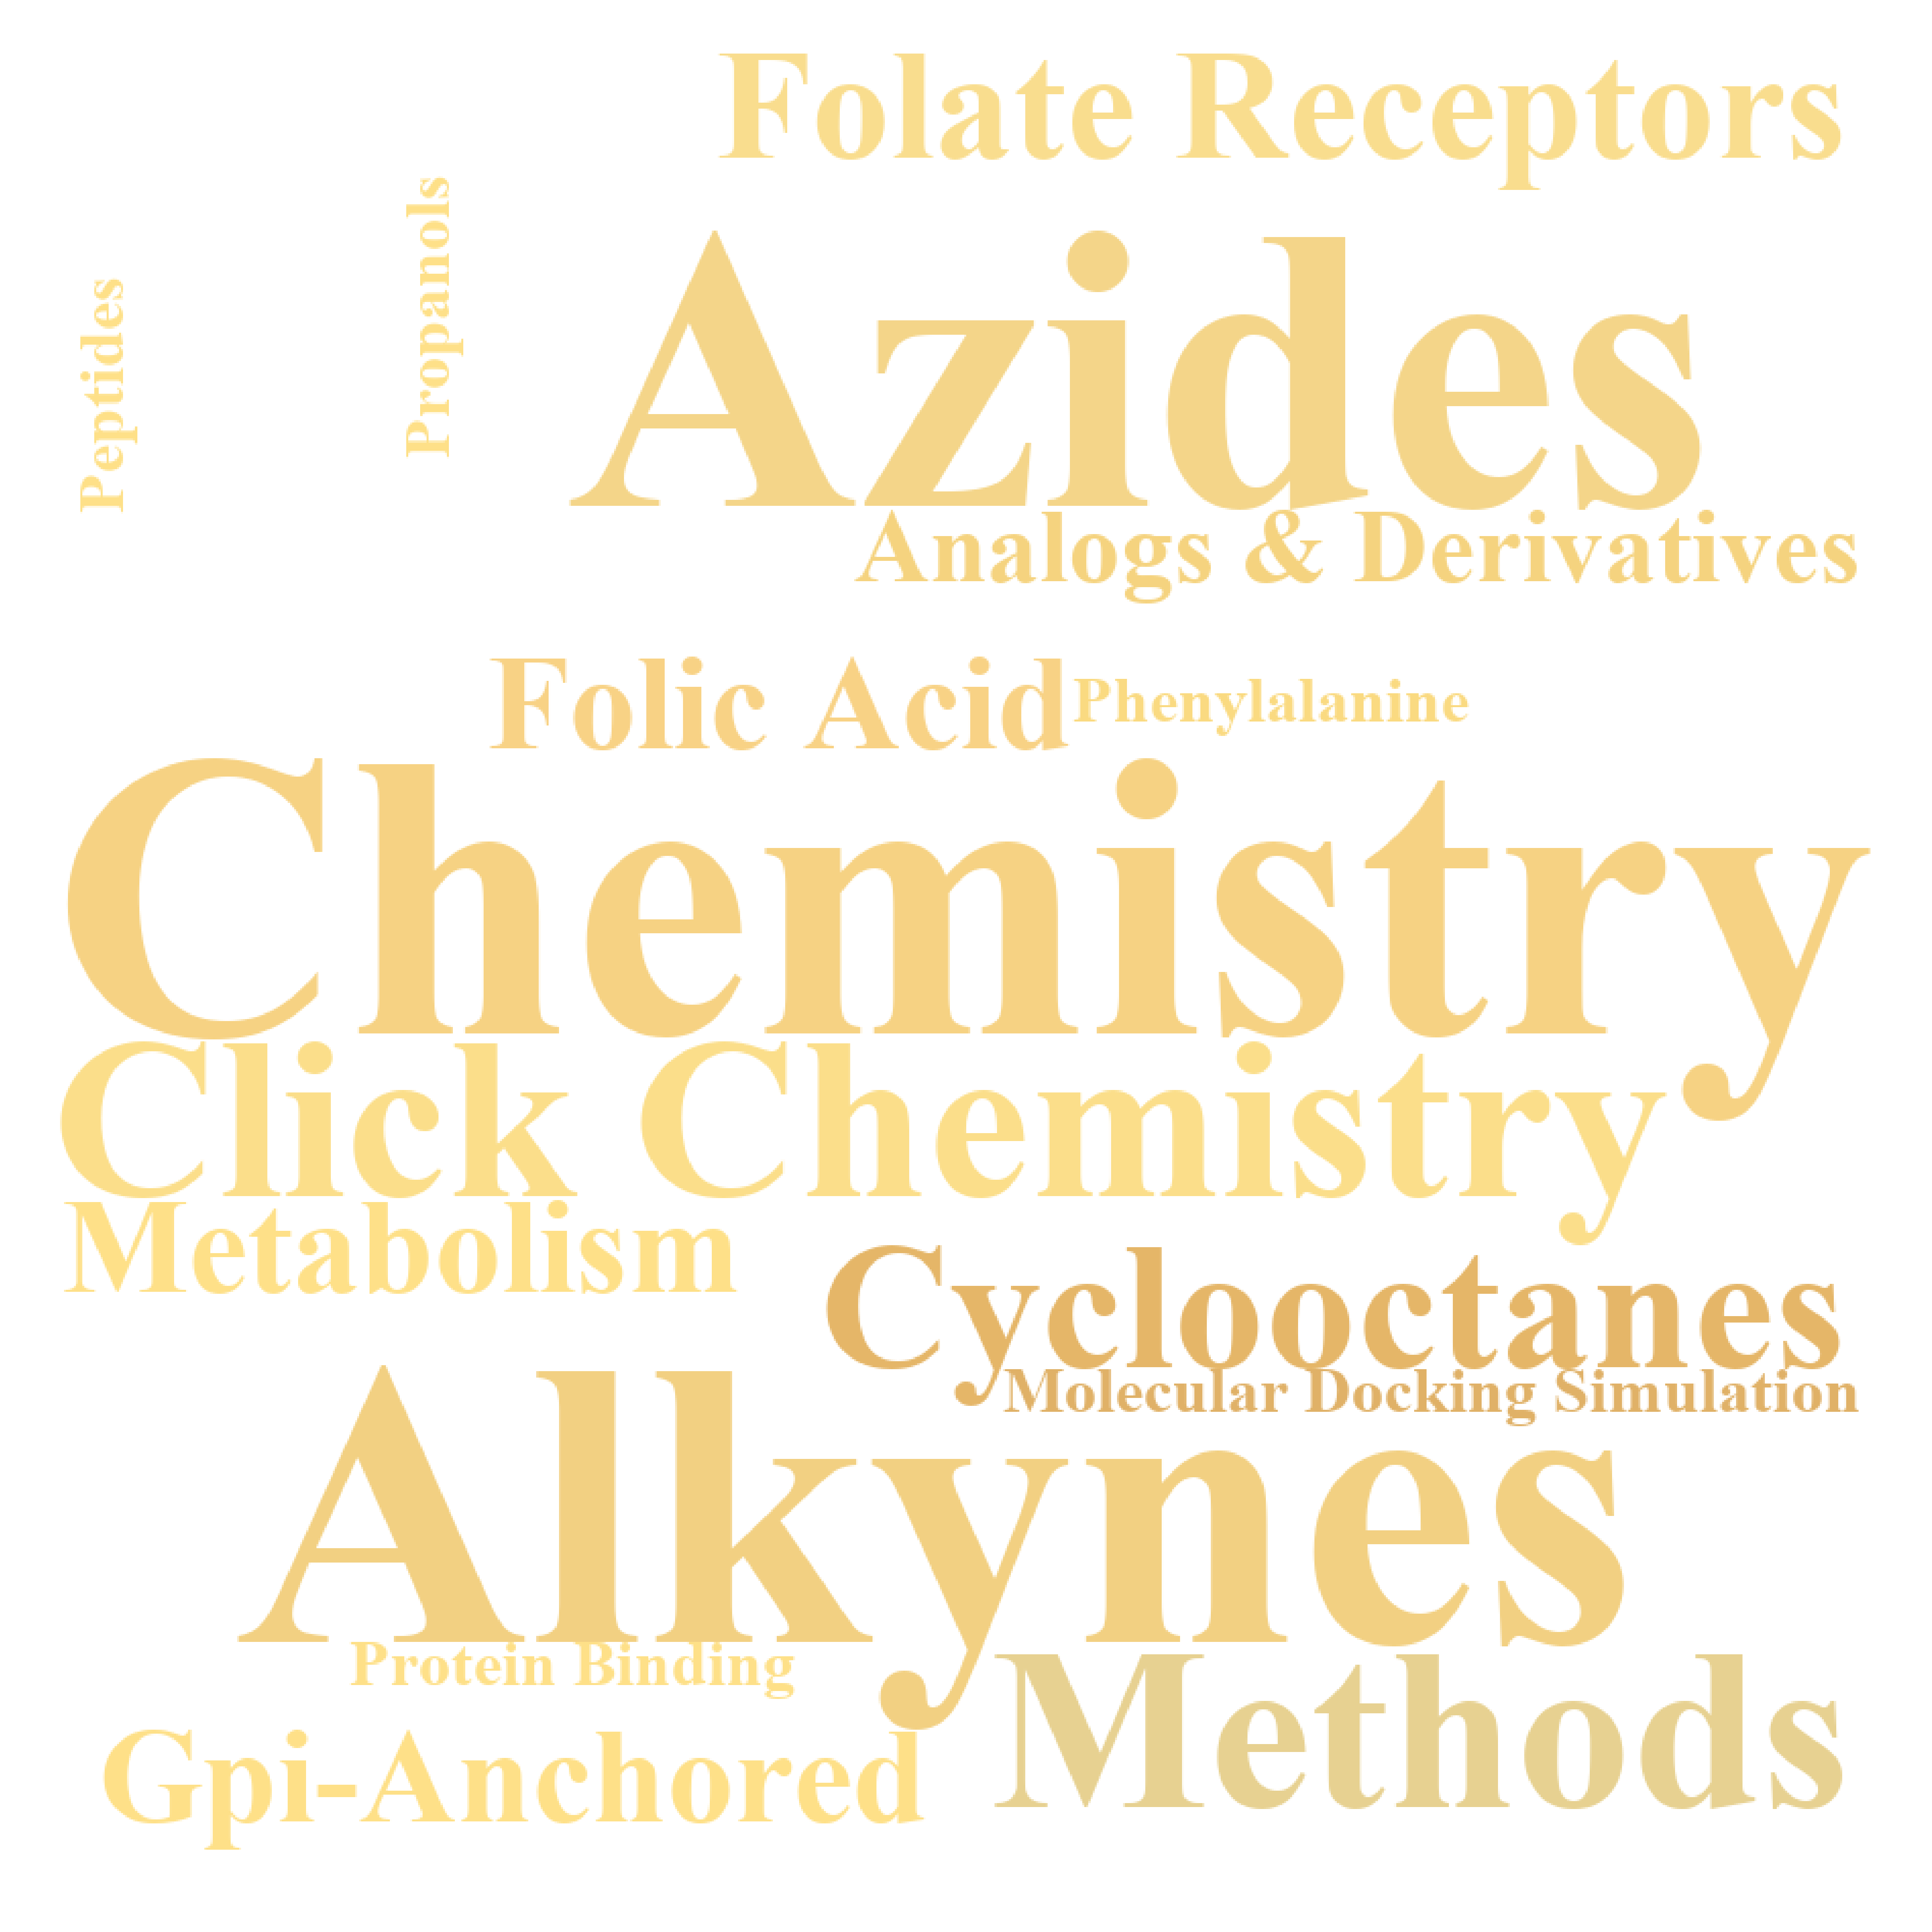 Folate Receptors
Propanols
Peptides
Azides
Analogs & Derivatives
Folic Acid
Phenylalanine
Chemistry
Click Chemistry
Metabolism
Cyclooctanes
Molecular Docking Simulation
Alkynes
Protein Binding
Methods
Gpi-Anchored